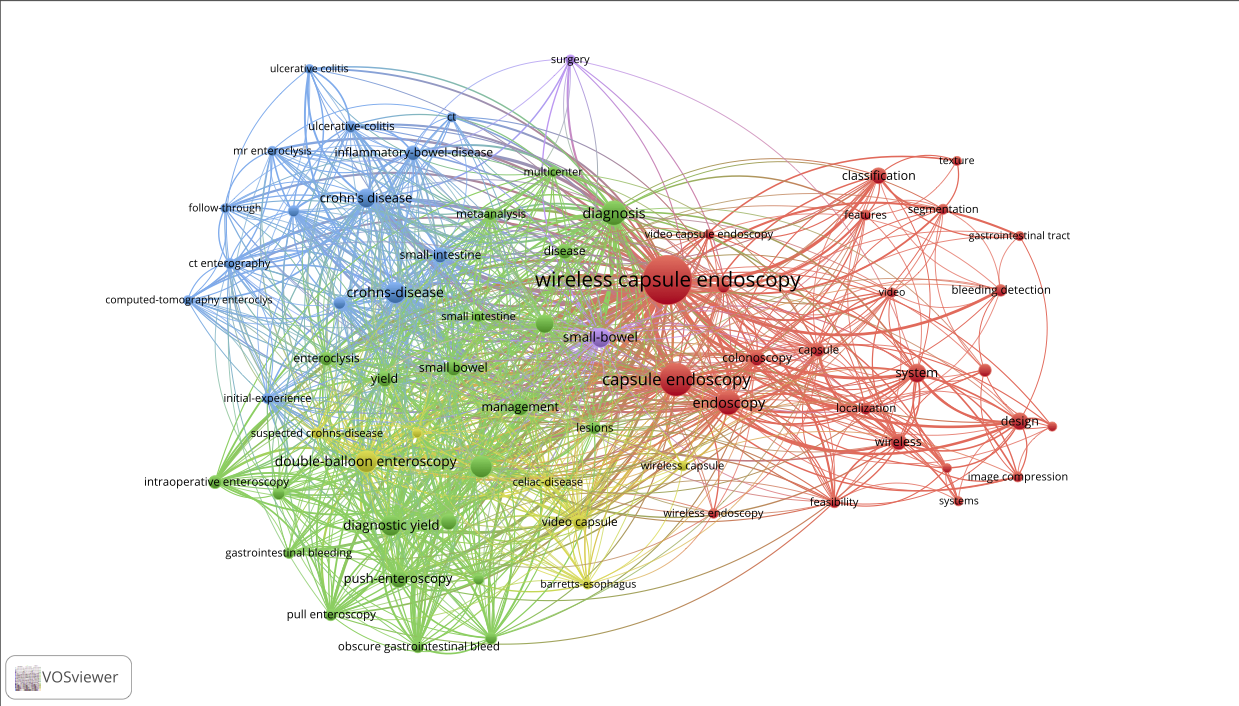 surgery
ulcerative colitis
ct
ulcerative-colitis
mr enteroclysis
inflammatory-bowel-disease
texture
multicenter
classification
crohn's disease
follow-through
segmentation
metaanalysis
diagnosis
features
video capsule endoscopy
gastrointestinal tract
disease
small-intestine
ct enterography
wireless capsule endoscopy
bleeding detection
video
crohns-disease
computed-tomography enteroclys
small intestine
small-bowel
capsule
enteroclysis
colonoscopy
small bowel
system
yield
capsule endoscopy
initial-experience
endoscopy
management
localization
design
lesions
suspected crohns-disease
wireless
double-balloon enteroscopy
wireless capsule
image compression
intraoperative enteroscopy
celiac-disease
systems
feasibility
wireless endoscopy
video capsule
diagnostic yield
gastrointestinal bleeding
push-enteroscopy
barretts-esophagus
pull enteroscopy
obscure gastrointestinal bleed
VOSviewer